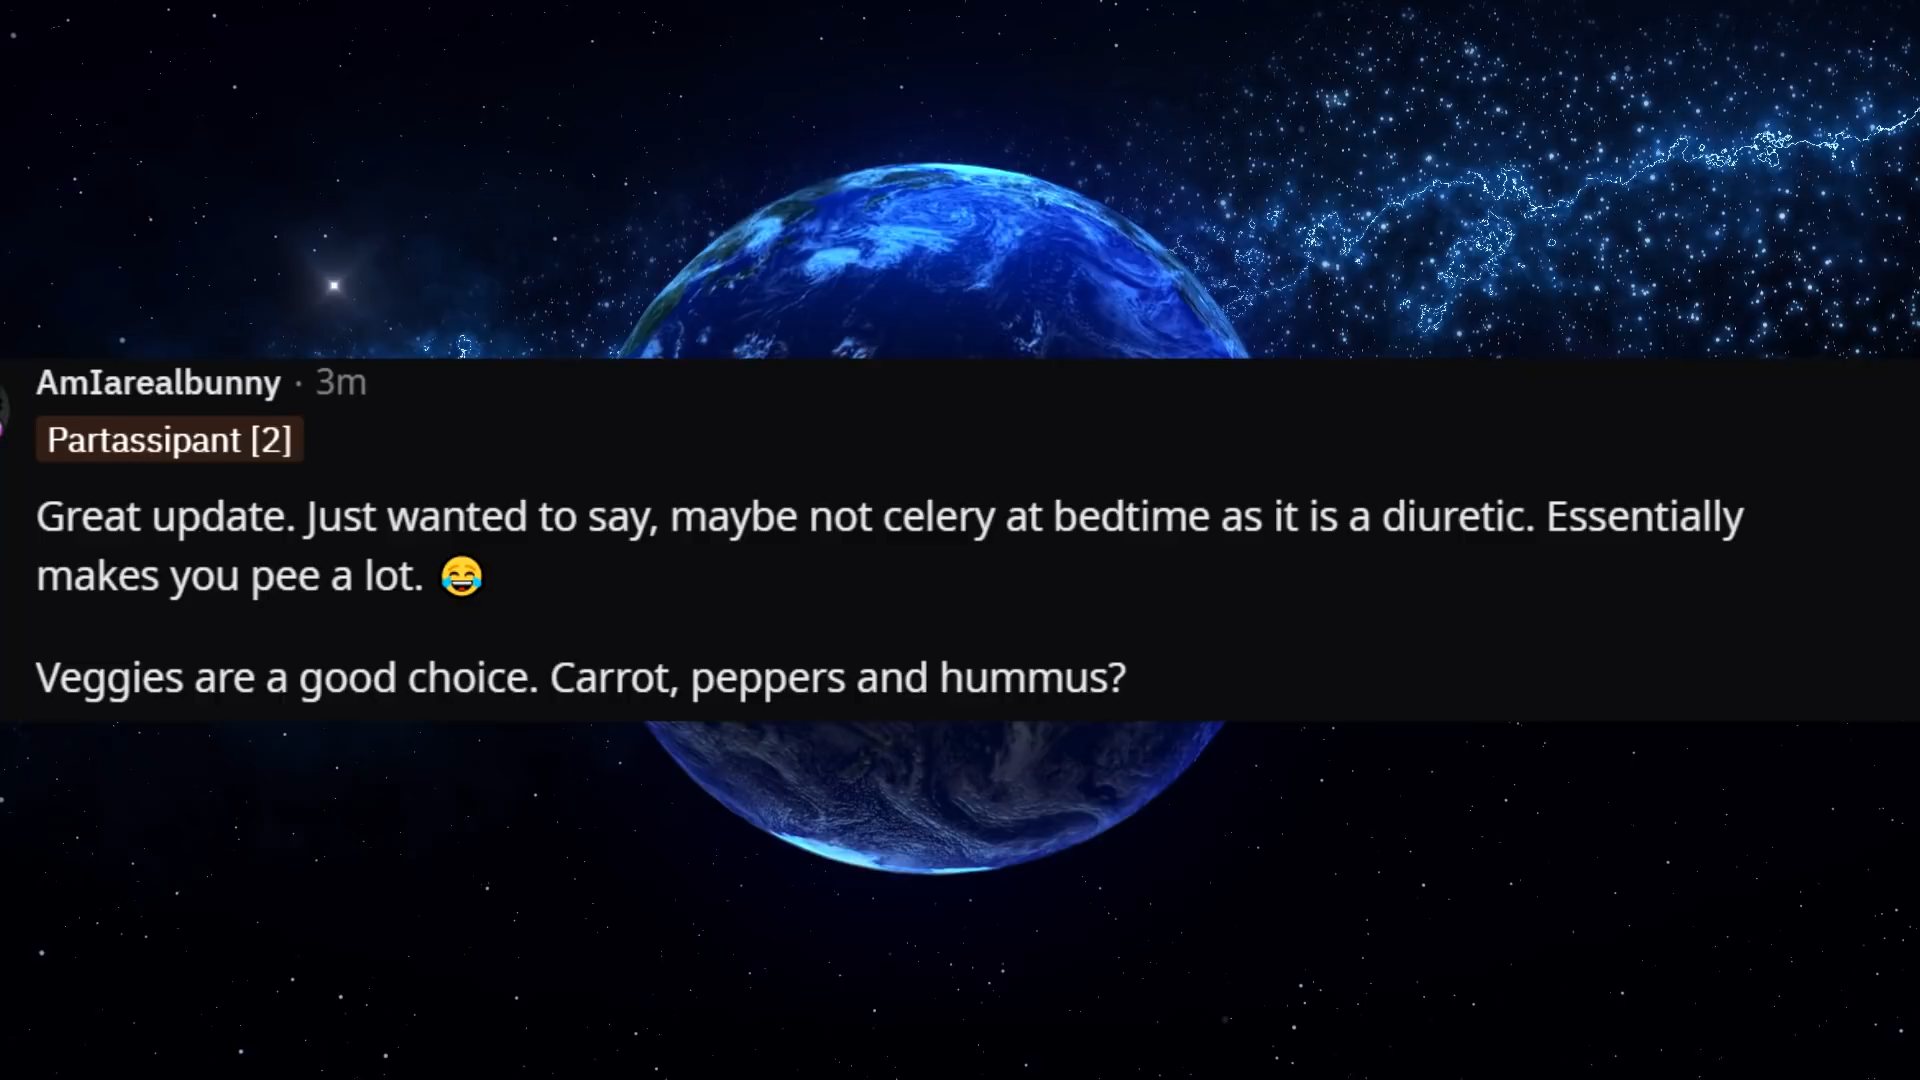 AmIarealbunny · 3m
Partassipant [2]
Great update. Just wanted to say, maybe not celery at bedtime as it is a diuretic. Essentially
makes you pee a lot. 😂
Veggies are a good choice. Carrot, peppers and hummus?